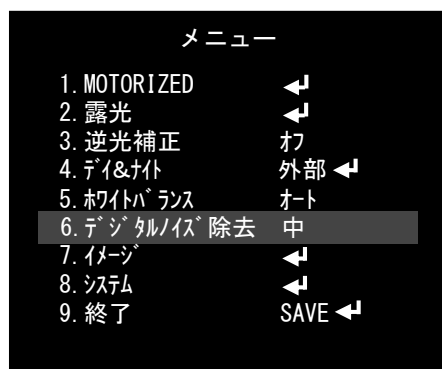 メニュー
1. MOTORIZED ↵
2. 露光 ↵
3. 逆光補正 ｵﾌ
4. ﾃﾞｲ&ﾅｲﾄ 外部 ↵
5. ﾎﾜｲﾄﾊﾞﾗﾝｽ ｵｰﾄ
6. ﾃﾞｼﾞﾀﾙﾉｲｽﾞ除去 中
7. ｲﾒｰｼﾞ ↵
8. ｼｽﾃﾑ ↵
9. 終了 SAVE ↵